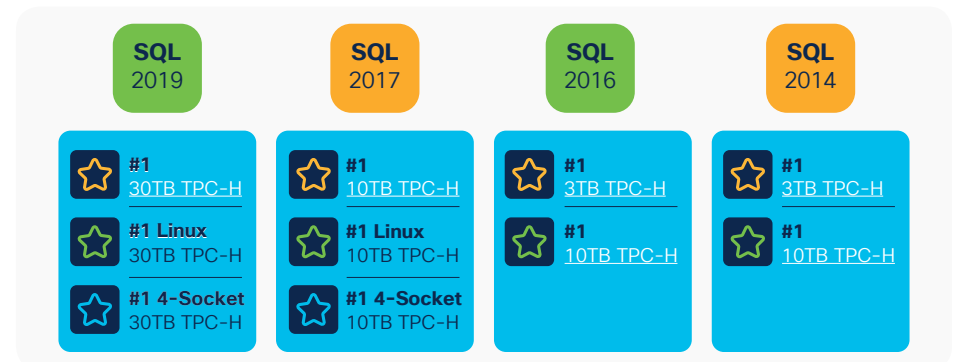 SQL
2019
#1
30TB TPC-H
#1 Linux
30TB TPC-H
#1 4-Socket
30TB TPC-H
SQL
2017
#1
10TB TPC-H
#1 Linux
10TB TPC-H
#1 4-Socket
10TB TPC-H
SQL
2016
#1
3TB TPC-H
#1
10TB TPC-H
SQL
2014
#1
3TB TPC-H
#1
10TB TPC-H